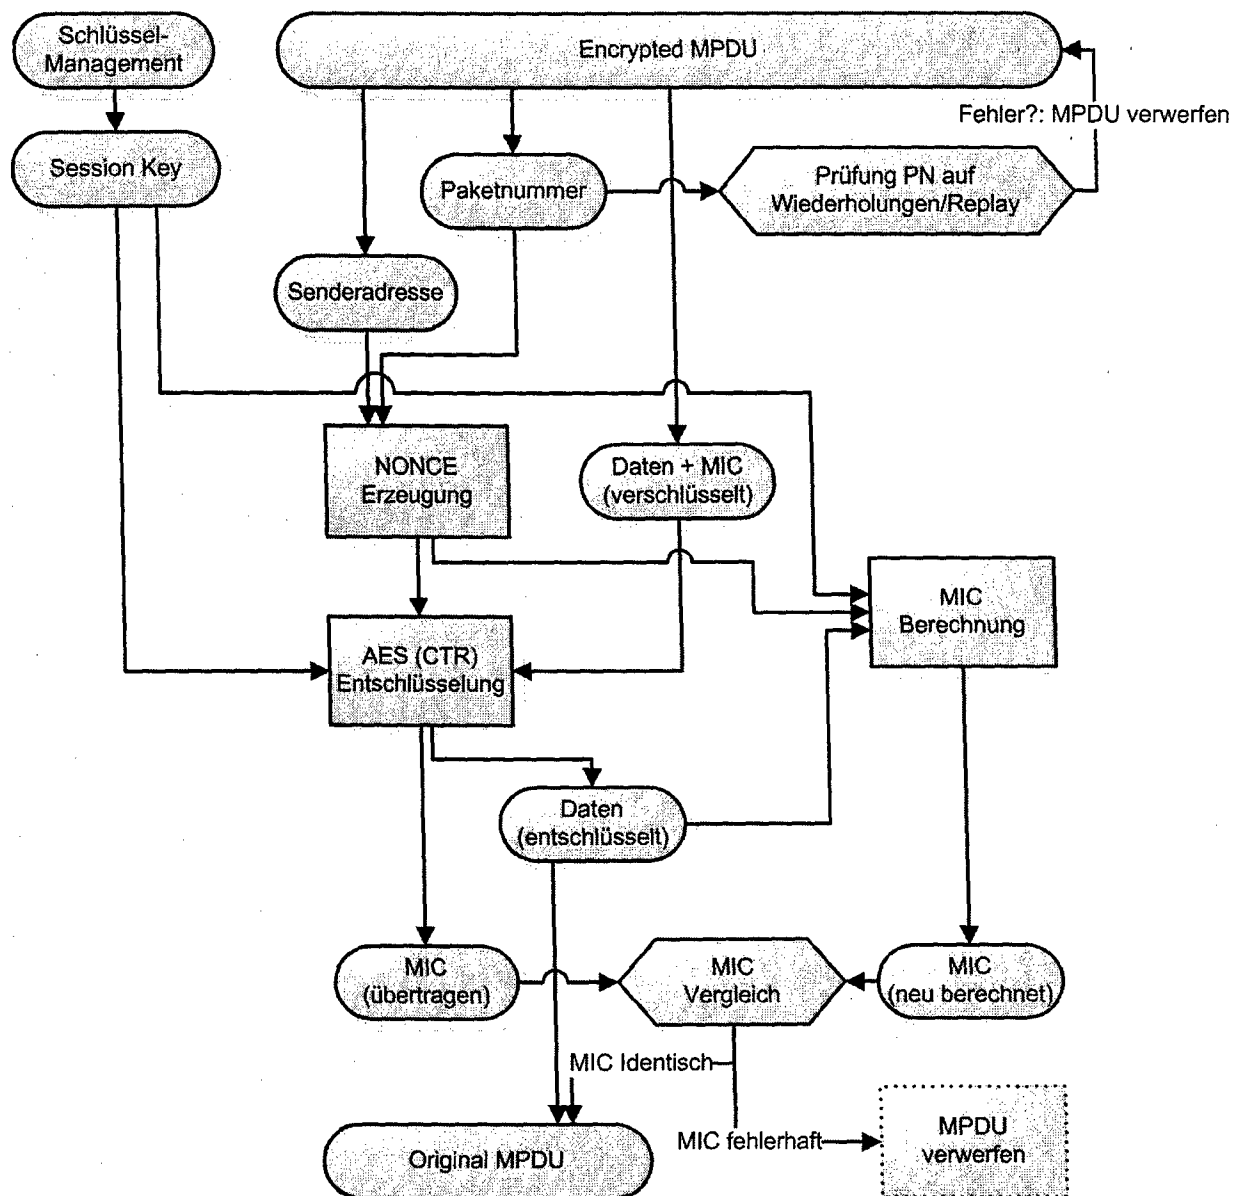 Schlüssel-
Management
Encrypted MPDU
Fehler?: MPDU verwerfen
Session Key
Paketnummer
Prüfung PN auf
Wiederholungen/Replay
Senderadresse
NONCE
Erzeugung
Daten + MIC
(verschlüsselt)
MIC
Berechnung
AES (CTR)
Entschlüsselung
Daten
(entschlüsselt)
MIC
(übertragen)
MIC
Vergleich
MIC
(neu berechnet)
MIC Identisch
MIC fehlerhaft
MPDU
verwerfen
Original MPDU